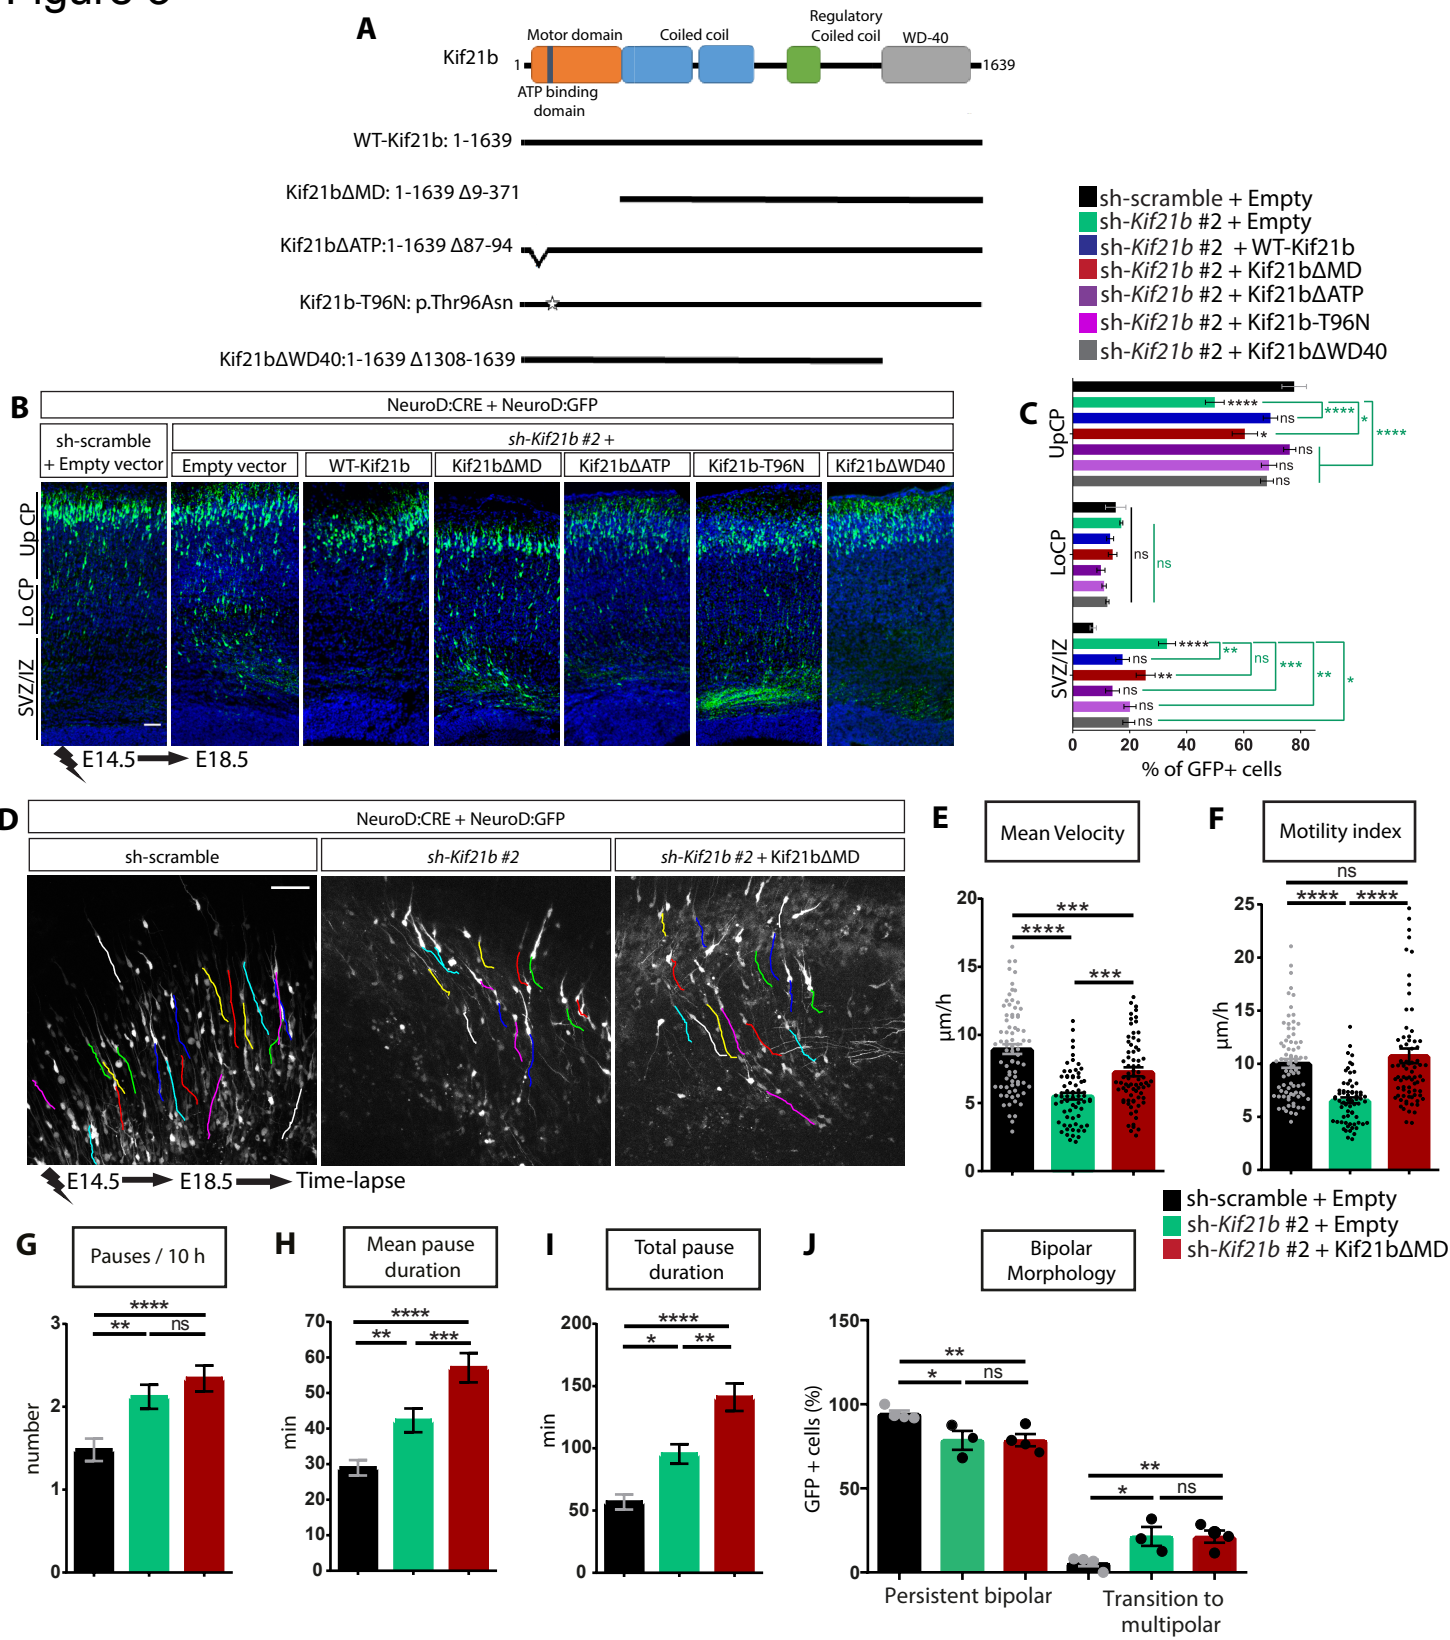 A
Regulatory
Motor domain
Coiled coil
Coiled coil
WD-40
Kif21b
1
1639
ATP binding
domain
WT-Kif21b: 1-1639
Kif21bΔMD: 1-1639 Δ9-371
Kif21bΔATP:1-1639 Δ87-94
Kif21b-T96N: p.Thr96Asn
Kif21bΔWD40:1-1639 Δ1308-1639
sh-scramble + Empty
sh-Kif21b #2 + Empty
sh-Kif21b #2 + WT-Kif21b
sh-Kif21b #2 + Kif21bΔMD
sh-Kif21b #2 + Kif21bΔATP
sh-Kif21b #2 + Kif21b-T96N
sh-Kif21b #2 + Kif21bΔWD40
B
NeuroD:CRE + NeuroD:GFP
sh-scramble
+ Empty vector
sh-Kif21b #2 +
Empty vector
WT-Kif21b
Kif21bΔMD
Kif21bΔATP
Kif21b-T96N
Kif21bΔWD40
Up CP
Lo CP
SVZ/IZ
E14.5
E18.5
C
UpCP
****
ns
*
ns
ns
ns
****
*
****
LoCP
ns
ns
SVZ/IZ
****
ns
**
ns
ns
ns
**
ns
***
**
*
0
20
40
60
80
% of GFP+ cells
D
NeuroD:CRE + NeuroD:GFP
sh-scramble
sh-Kif21b #2
sh-Kif21b #2 + Kif21bΔMD
E14.5
E18.5
Time-lapse
E
Mean Velocity
***
****
***
20
15
10
5
0
μm/h
F
Motility index
ns
****
****
25
20
15
10
5
0
μm/h
sh-scramble + Empty
sh-Kif21b #2 + Empty
sh-Kif21b #2 + Kif21bΔMD
G
Pauses / 10 h
****
**
ns
3
2
1
0
number
H
Mean pause
duration
****
**
***
70
60
50
40
30
20
10
0
min
I
Total pause
duration
****
*
**
200
150
100
50
0
min
J
Bipolar
Morphology
**
*
ns
**
*
ns
150
100
50
0
GFP + cells (%)
Persistent bipolar
Transition to
multipolar